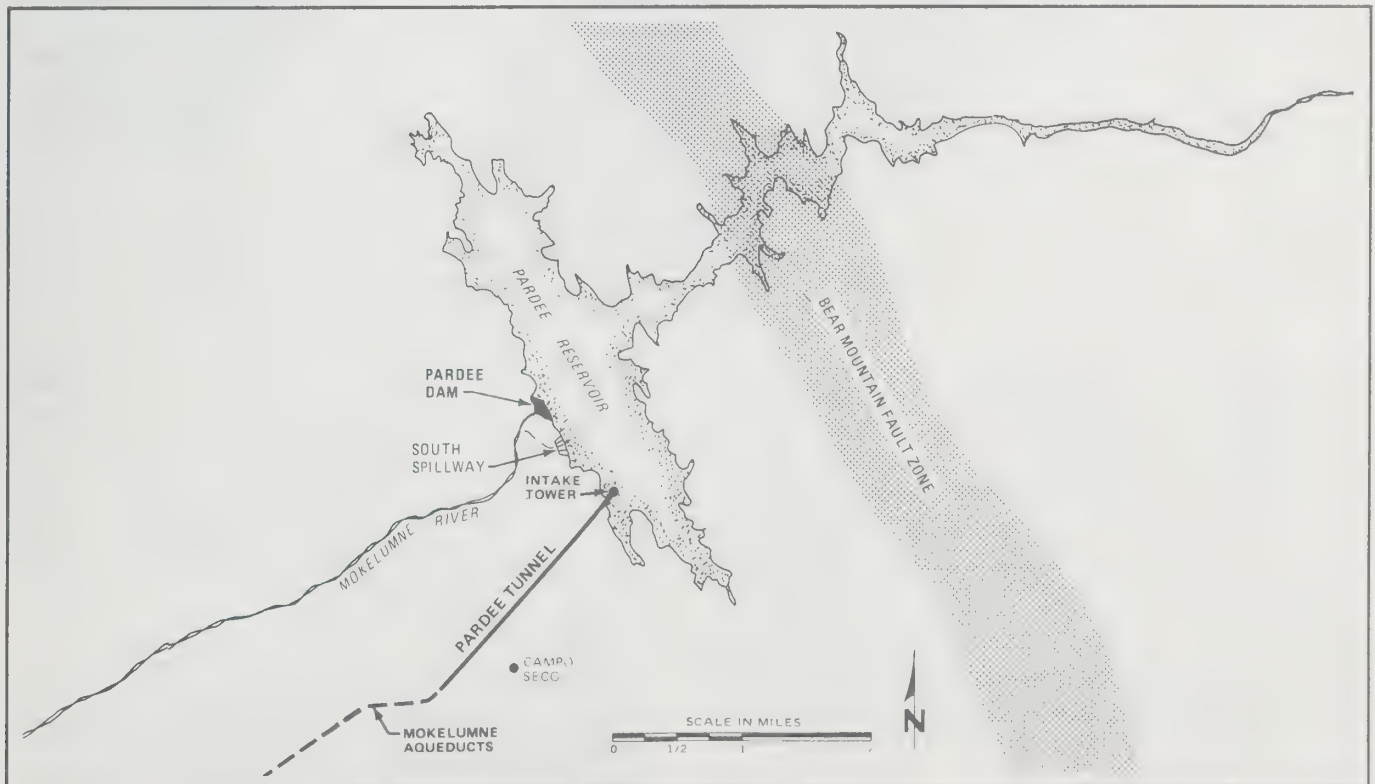 PARDEE RESERVOIR
BEAR MOUNTAIN FAULT ZONE
PARDEE
DAM
SOUTH
SPILLWAY
INTAKE
TOWER
MOKELUMNE RIVER
PARDEE TUNNEL
CAMPO
SECO
MOKELUMNE
AQUEDUCTS
SCALE IN MILES
0 1/2 1
N